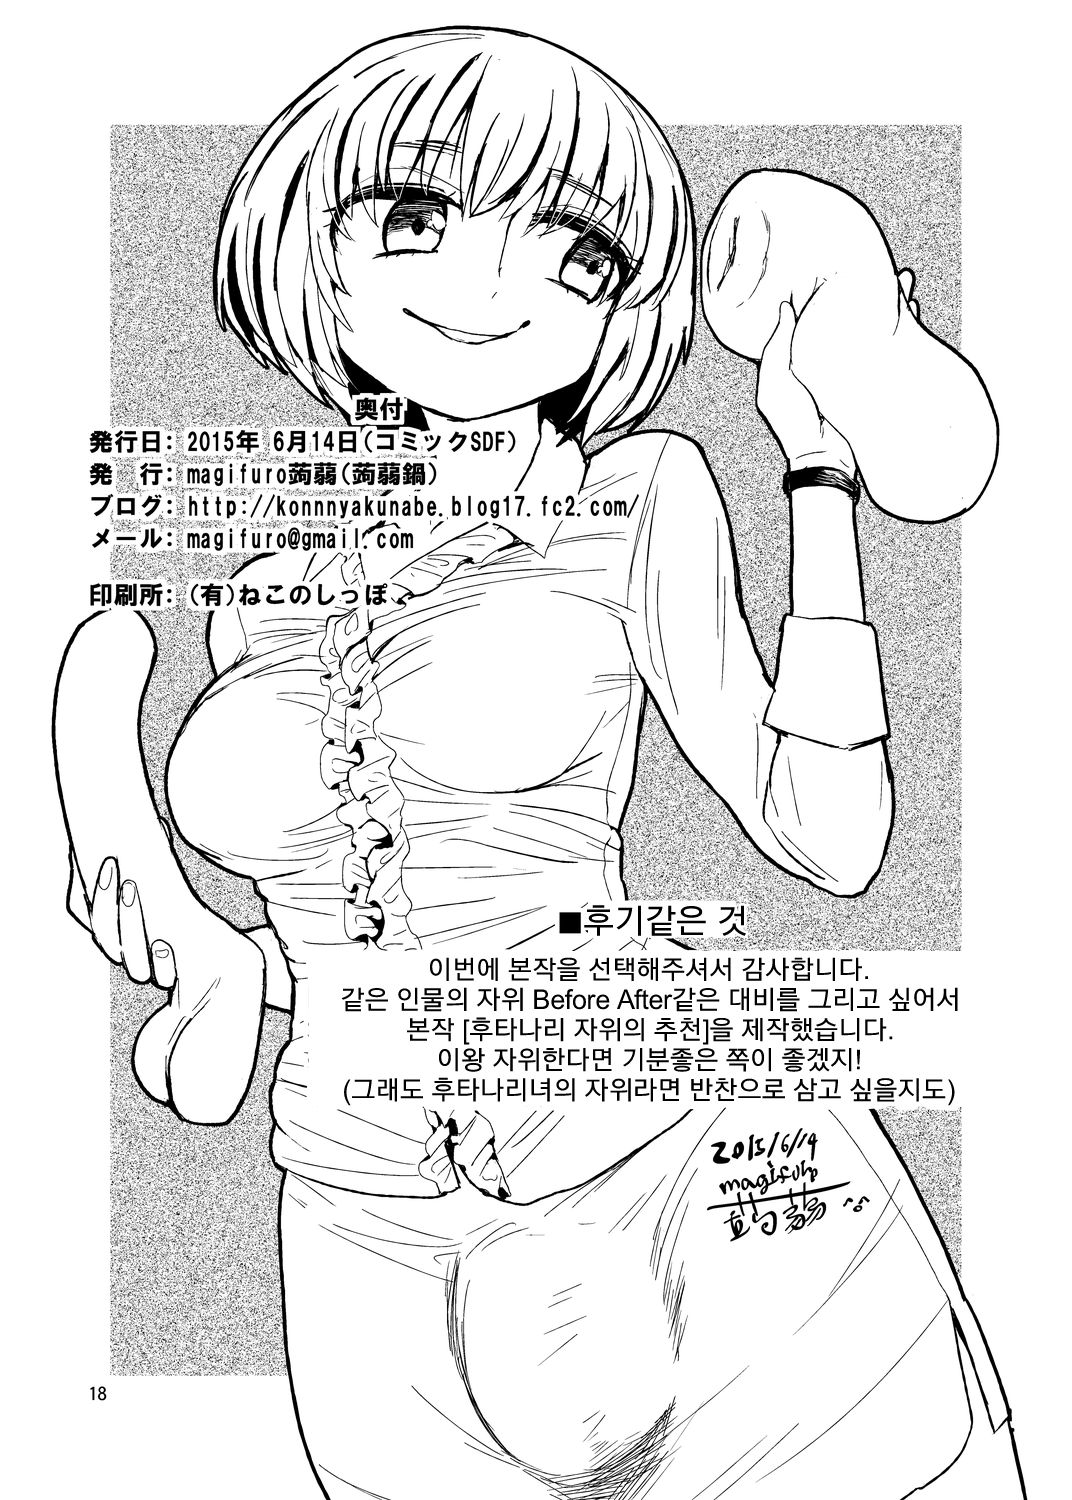 奥付
発行日: 2015年 6月14日(コミックSDF)
発　行: magifuro蒟蒻(蒟蒻鍋)
ブログ: http://konnnyakunabe.blog17.fc2.com/
メール: magifuro@gmail.com
印刷所: (有)ねこのしっぽ
■후기같은 것
이번에 본작을 선택해주셔서 감사합니다.
같은 인물의 자위 Before After같은 대비를 그리고 싶어서
본작 [후타나리 자위의 추천]을 제작했습니다.
이왕 자위한다면 기분좋은 쪽이 좋겠지!
(그래도 후타나리녀의 자위라면 반찬으로 삼고 싶을지도)
2015/6/14
magifuro
蒟蒻
18